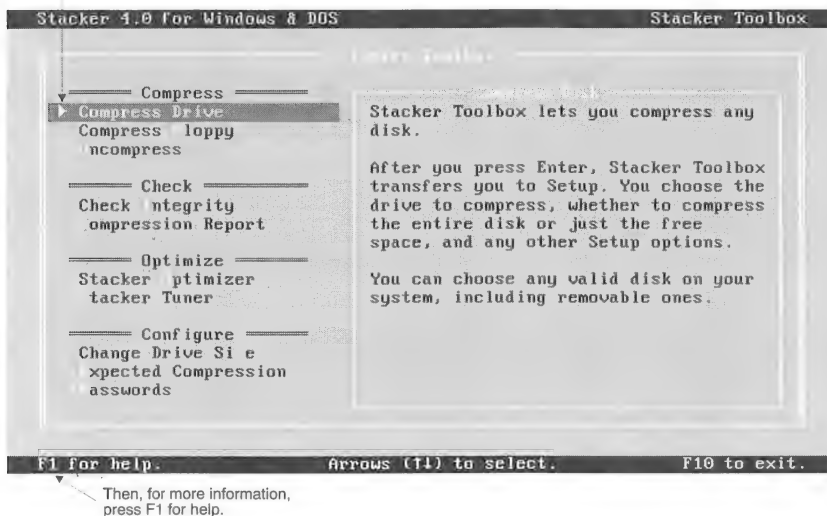 Stacker 4.0 for Windows & DOS Stacker Toolbox
Compress
Compress Drive
Compress loppy
ncompress
Check
Check ntegrity
ompression Report
Optimize
Stacker ptimizer
tacker Tuner
Configure
Change Drive Si e
xpected Compression
asswords
Stacker Toolbox lets you compress any
disk.
After you press Enter, Stacker Toolbox
transfers you to Setup. You choose the
drive to compress, whether to compress
the entire disk or just the free
space, and any other Setup options.
You can choose any valid disk on your
system, including removable ones.
F1 for help. Arrows (↑↓) to select. F10 to exit.
Then, for more information,
press F1 for help.